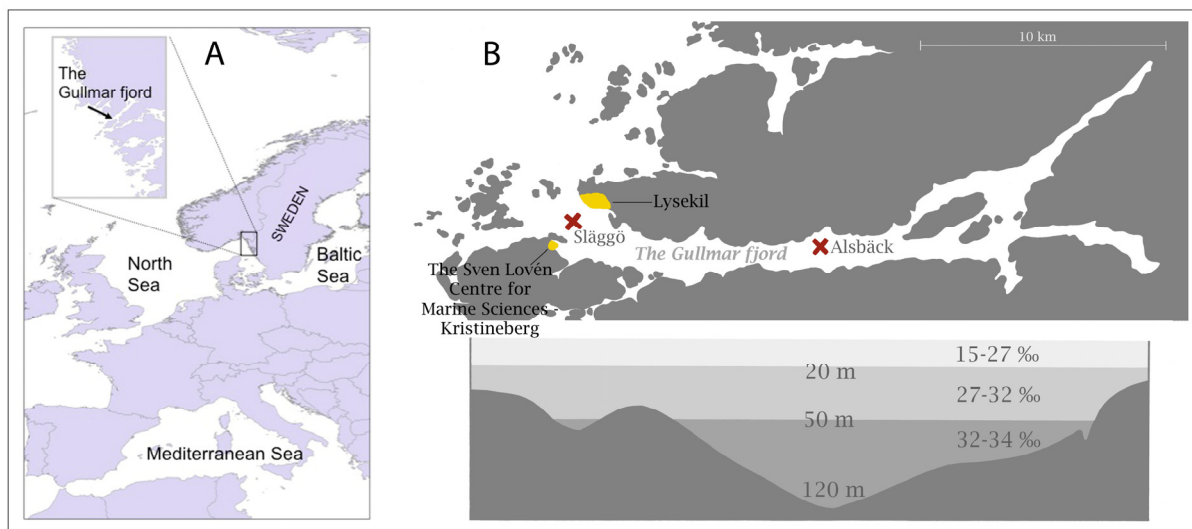 A
The
Gullmar fjord
SWEDEN
North
Sea
Baltic
Sea
Mediterranean Sea
B
10 km
Lysekil
Släggö
The Gullmar fjord
Alsbäck
The Sven Lovén
Centre for
Marine Sciences -
Kristineberg
15-27 ‰
20 m
27-32 ‰
50 m
32-34 ‰
120 m